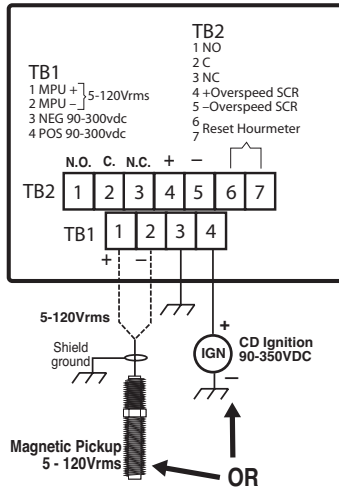 TB2
1 NO
2 C
3 NC
4 +Overspeed SCR
5 –Overspeed SCR
6
7 Reset Hourmeter
TB1
1 MPU +
2 MPU – 5-120Vrms
3 NEG 90-300vdc
4 POS 90-300vdc
N.O. C. N.C. + –
TB2 1 2 3 4 5 6 7
TB1 1 2 3 4
+ –
5-120Vrms
+
Shield
ground
IGN
CD Ignition
90-350VDC
–
Magnetic Pickup
5 - 120Vrms
OR